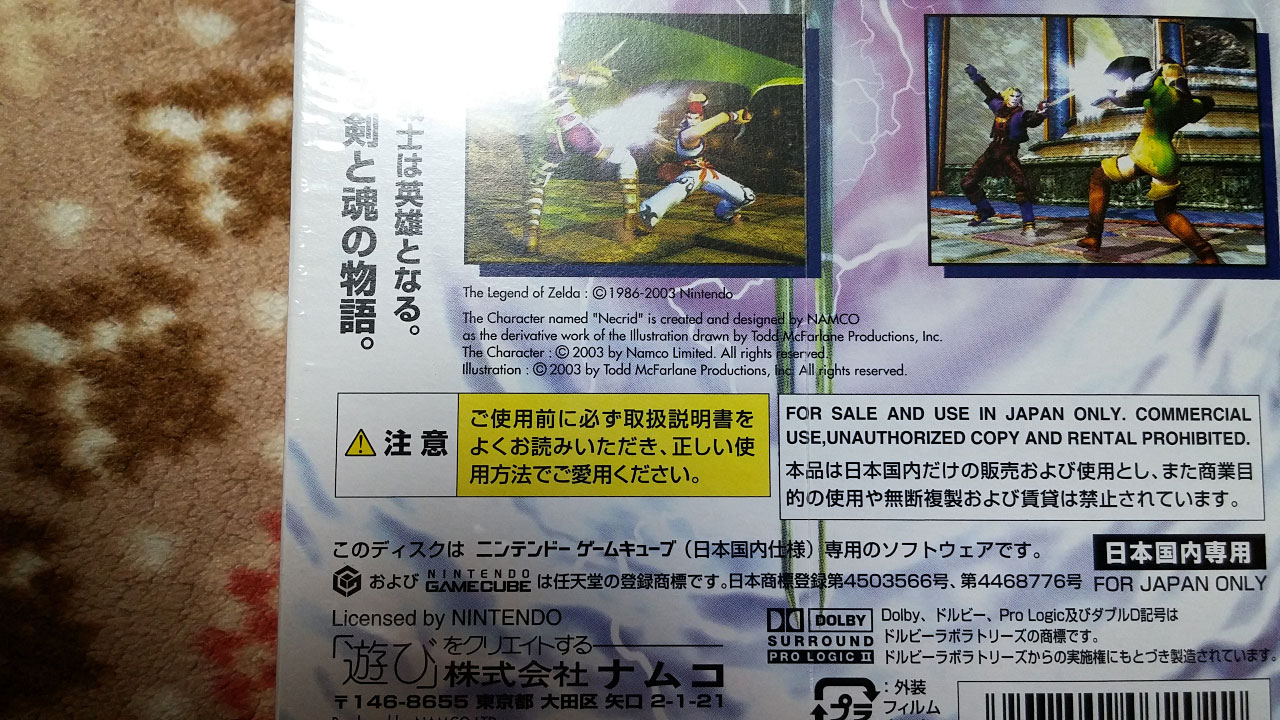 士は英雄となる。
剣と魂の物語。
The Legend of Zelda : Ⓒ1986-2003 Nintendo
The Character named "Necrid" is created and designed by NAMCO
as the derivative work of the Illustration drawn by Todd McFarlane Productions, Inc.
The Character : Ⓒ 2003 by Namco Limited. All rights reserved.
Illustration : Ⓒ 2003 by Todd McFarlane Productions, Inc. All rights reserved.
注意
ご使用前に必ず取扱説明書を
よくお読みいただき、正しい使
用方法でご愛用ください。
FOR SALE AND USE IN JAPAN ONLY. COMMERCIAL
USE,UNAUTHORIZED COPY AND RENTAL PROHIBITED.
本品は日本国内だけの販売および使用とし、また商業目
的の使用や無断複製および賃貸は禁止されています。
このディスクは ニンテンドー ゲームキューブ（日本国内仕様）専用のソフトウェアです。
および NINTENDO GAMECUBE は任天堂の登録商標です。日本商標登録第4503566号、第4468776号
日本国内専用
FOR JAPAN ONLY
Licensed by NINTENDO
「遊び」をクリエイトする
株式会社 ナムコ
〒146-8655 東京都 大田区 矢口 2-1-21
DOLBY
SURROUND
PRO LOGIC II
Dolby、ドルビー、Pro Logic及びダブルD記号は
ドルビーラボラトリーズの商標です。
ドルビーラボラトリーズからの実施権にもとづき製造されています。
プラ
：外装
フィルム